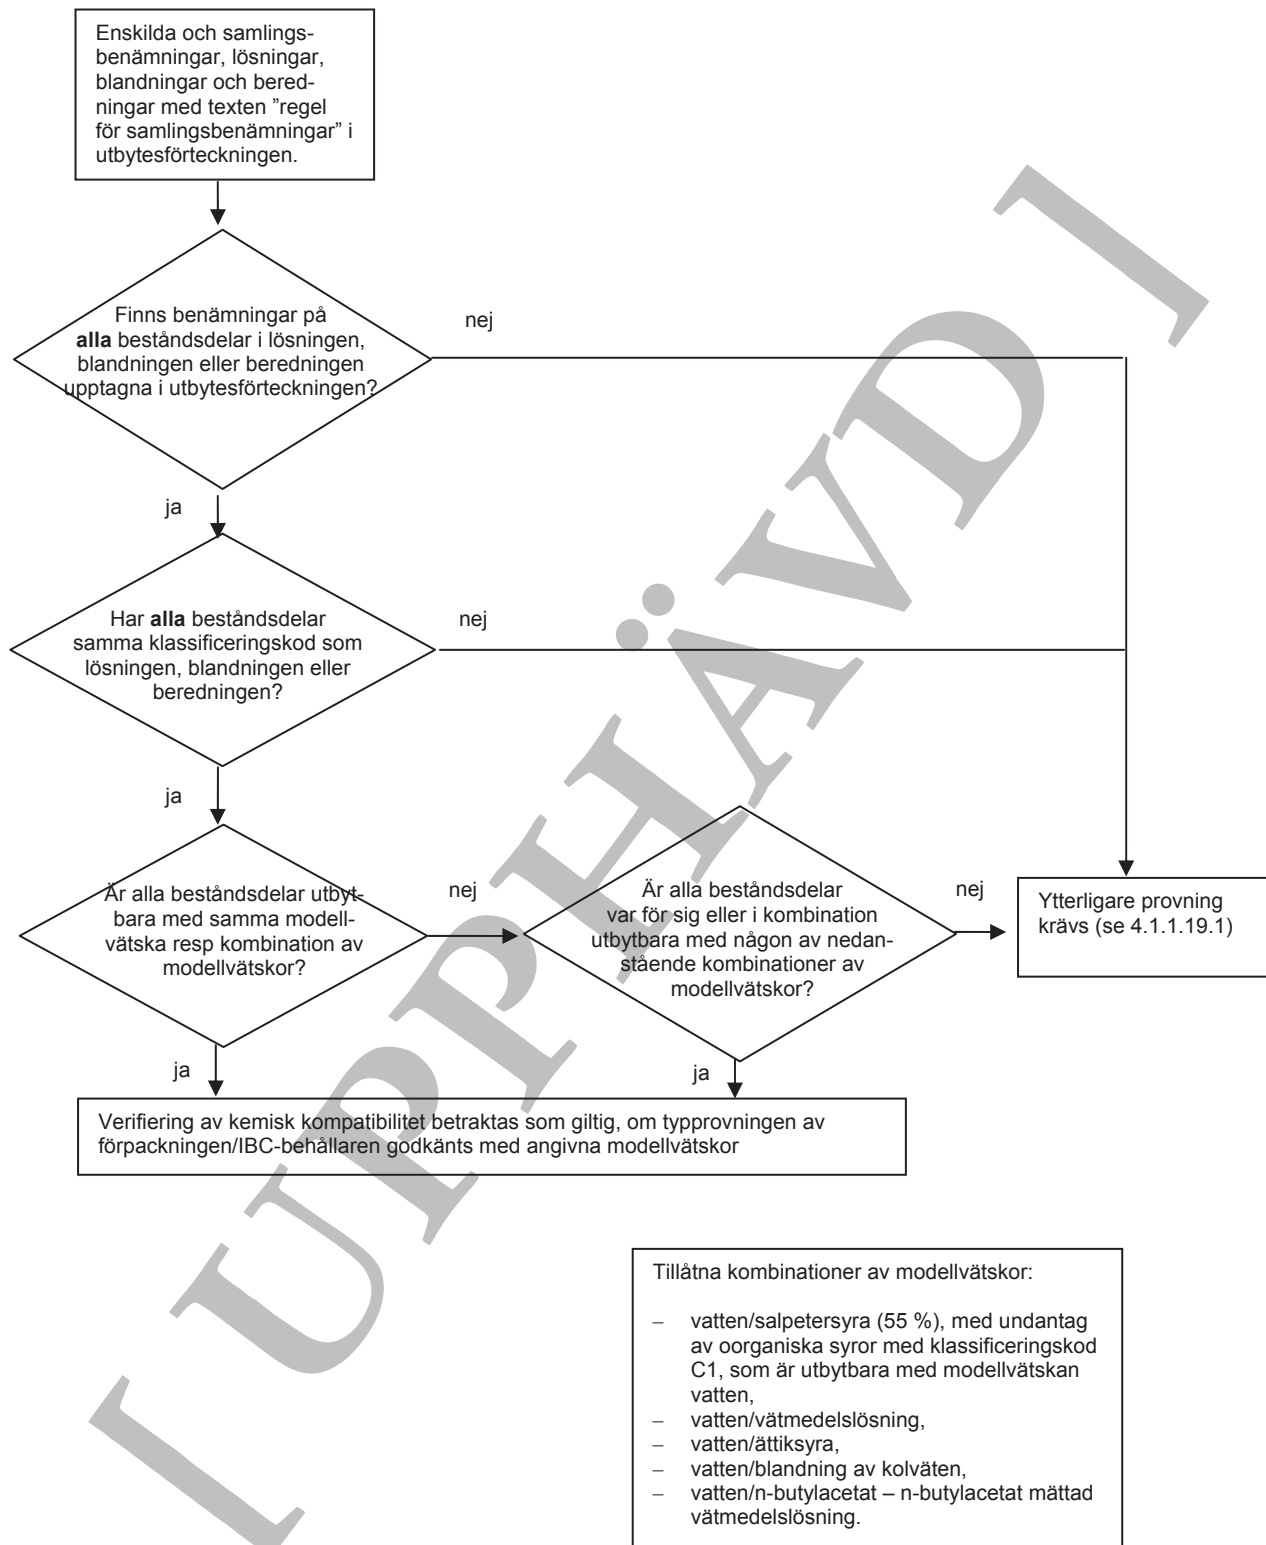 Enskilda och samlings-
benämningar, lösningar,
blandningar och bered-
ningar med texten ”regel
för samlingsbenämningar” i
utbytesförteckningen.
Finns benämningar på
alla beståndsdelar i lösningen,
blandningen eller beredningen
upptagna i utbytesförteckningen?
nej
ja
Har alla beståndsdelar
samma klassificeringskod som
lösningen, blandningen eller
beredningen?
nej
ja
Är alla beståndsdelar utbyt-
bara med samma modell-
vätska resp kombination av
modellvätskor?
nej
Är alla beståndsdelar
var för sig eller i kombination
utbytbara med någon av nedan-
stående kombinationer av
modellvätskor?
nej
Ytterligare provning
krävs (se 4.1.1.19.1)
ja
ja
Verifiering av kemisk kompatibilitet betraktas som giltig, om typprovningen av
förpackningen/IBC-behållaren godkänts med angivna modellvätskor
Tillåtna kombinationer av modellvätskor:
– vatten/salpetersyra (55 %), med undantag
av oorganiska syror med klassificeringskod
C1, som är utbytbara med modellvätskan
vatten,
– vatten/vätmedelslösning,
– vatten/ättiksyra,
– vatten/blandning av kolväten,
– vatten/n-butylacetat – n-butylacetat mättad
vätmedelslösning.
[ UPPHÄVD ]